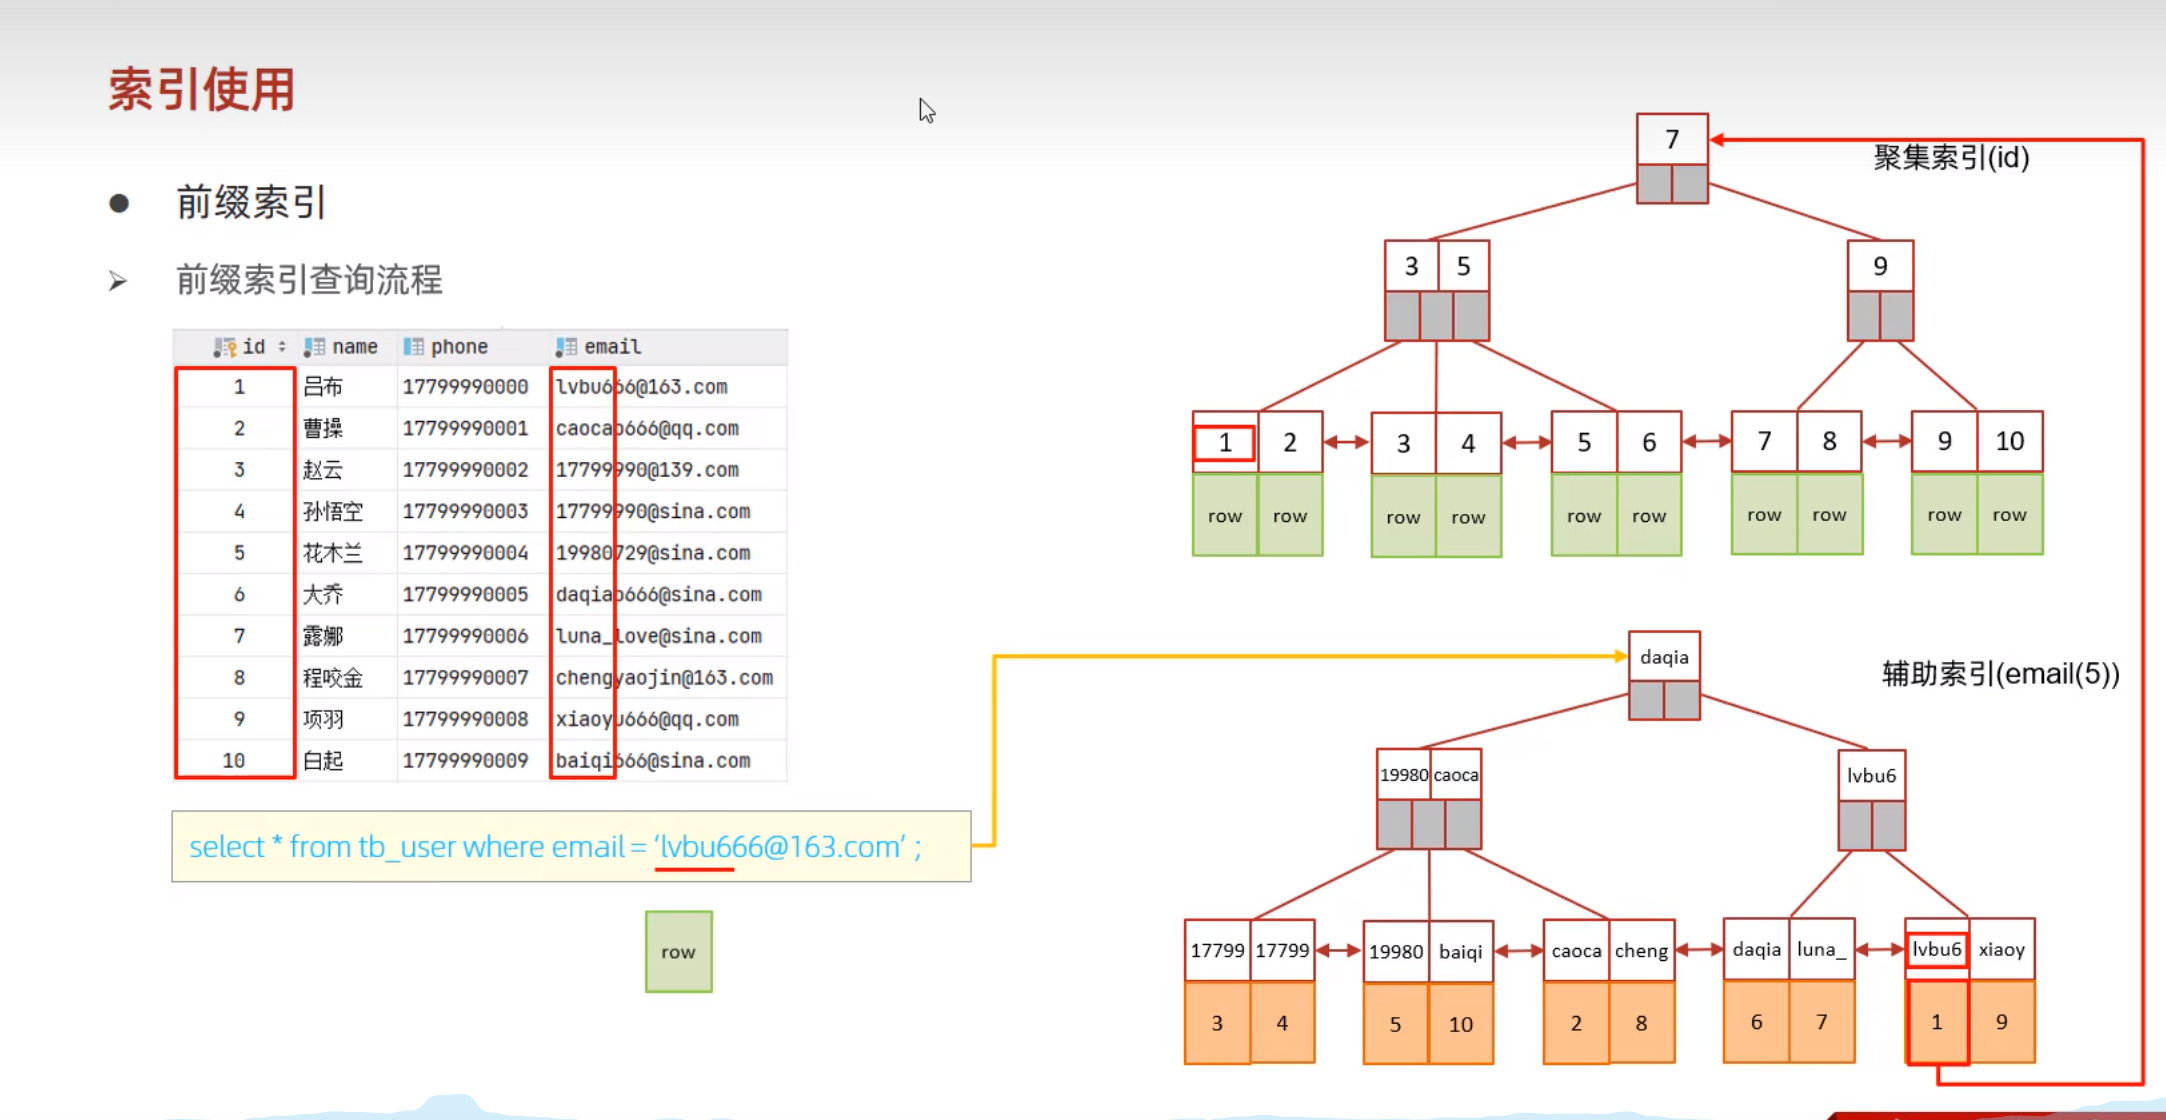 索引使用
● 前缀索引
➢ 前缀索引查询流程
id name phone email
1 吕布 17799990000 lvbu666@163.com
2 曹操 17799990001 caocao666@qq.com
3 赵云 17799990002 17799990@139.com
4 孙悟空 17799990003 17799990@sina.com
5 花木兰 17799990004 19980729@sina.com
6 大乔 17799990005 daqiao666@sina.com
7 露娜 17799990006 luna_love@sina.com
8 程咬金 17799990007 chengyaojin@163.com
9 项羽 17799990008 xiaoyu666@qq.com
10 白起 17799990009 baiqi666@sina.com
select * from tb_user where email = ‘lvbu666@163.com’ ;
row
7
聚集索引(id)
3 5
9
1 2 3 4 5 6 7 8 9 10
row row row row row row row row row row
daqia
辅助索引(email(5))
19980 caoca
lvbu6
17799 17799 19980 baiqi caoca cheng daqia luna_ lvbu6 xiaoy
3 4 5 10 2 8 6 7 1 9